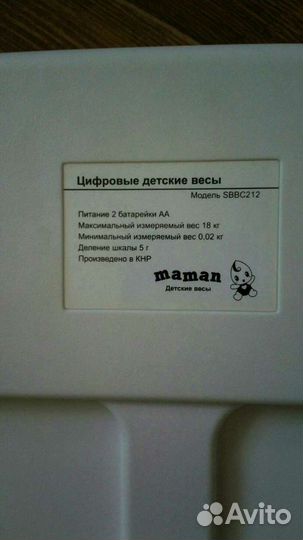 Цифровые детские весы
Модель SBBC212
Питание 2 батарейки АА
Максимальный измеряемый вес 18 кг
Минимальный измеряемый вес 0.02 кг
Деление шкалы 5 г
Произведено в КНР
maman
Детские весы
Avito